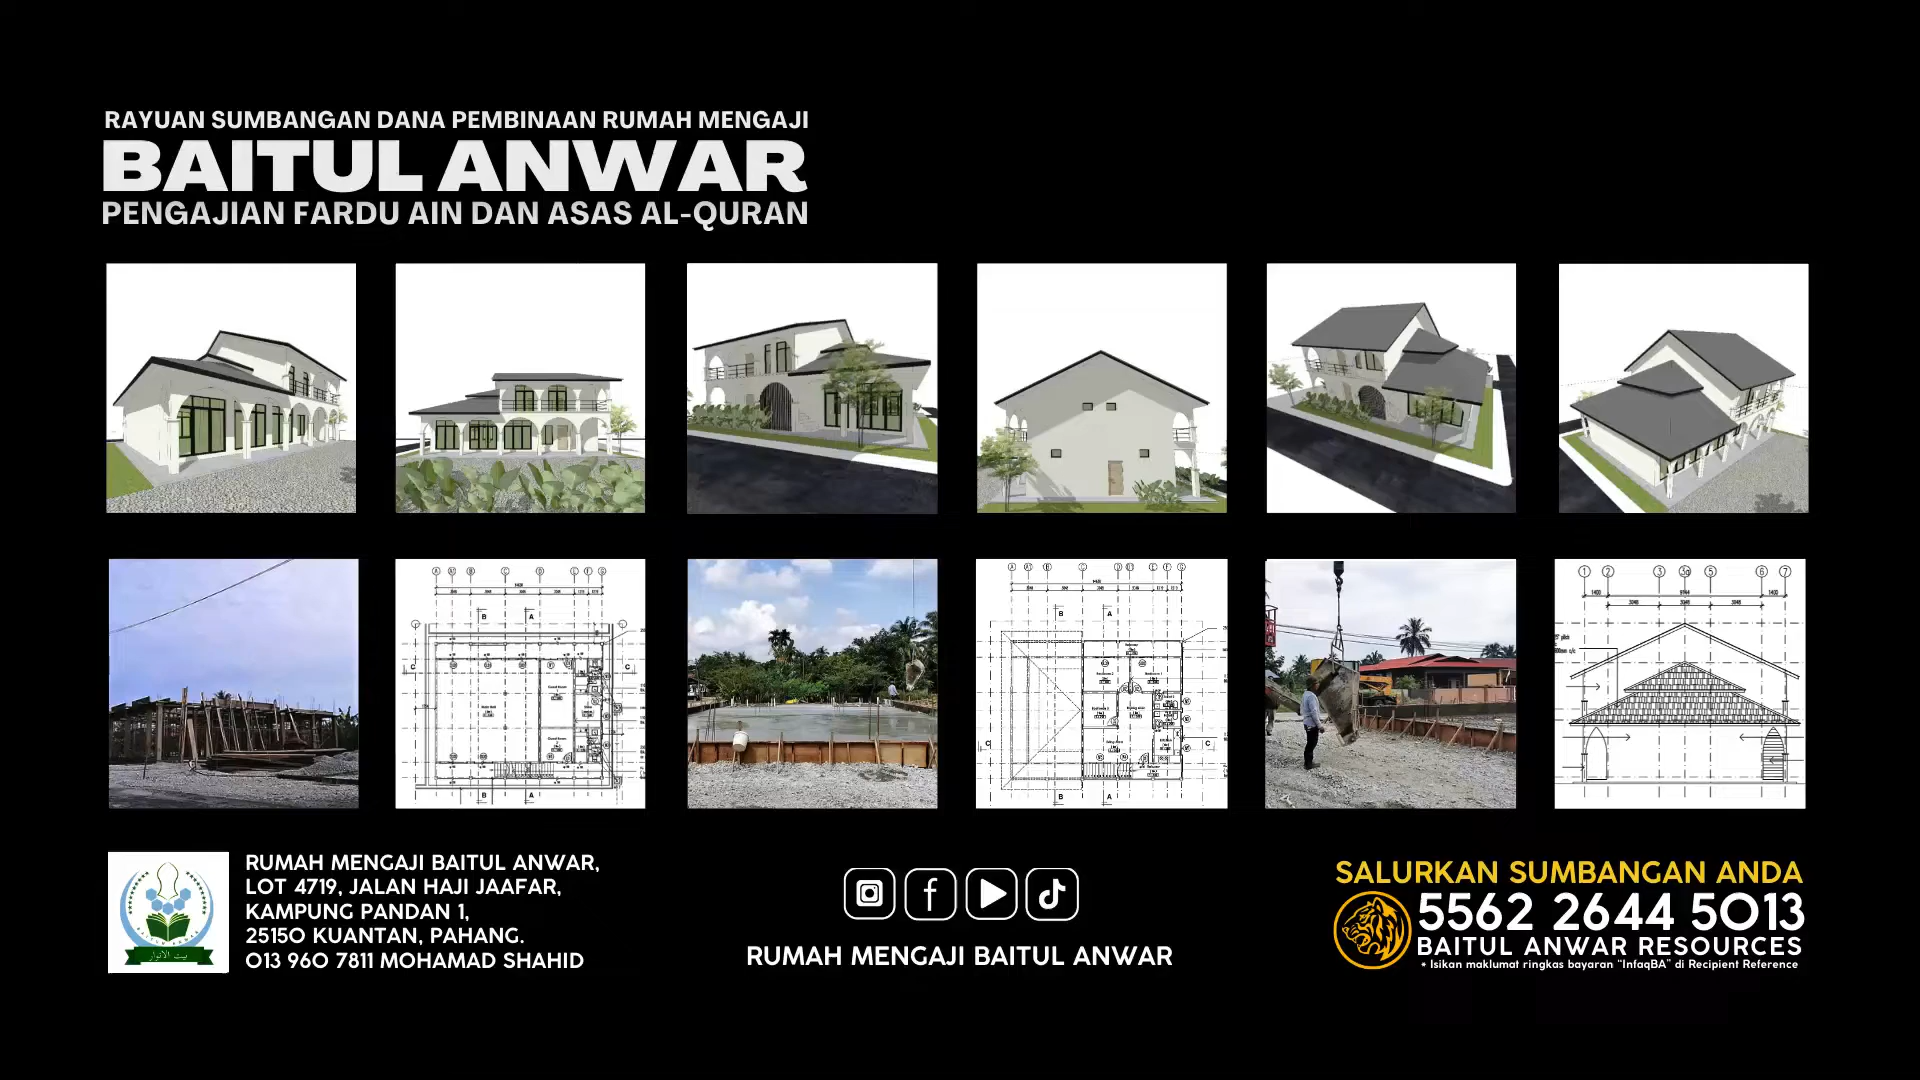 RAYUAN SUMBANGAN DANA PEMBINAAN RUMAH MENGAJI
BAITUL ANWAR
PENGAJIAN FARDU AIN DAN ASAS AL-QURAN
RUMAH MENGAJI BAITUL ANWAR,
LOT 4719, JALAN HAJI JAAFAR,
KAMPUNG PANDAN 1,
25150 KUANTAN, PAHANG.
013 960 7811 MOHAMAD SHAHID
بيت الانوار
RUMAH MENGAJI BAITUL ANWAR
SALURKAN SUMBANGAN ANDA
5562 2644 5013
BAITUL ANWAR RESOURCES
* Isikan maklumat ringkas bayaran "InfaqBA" di Recipient Reference